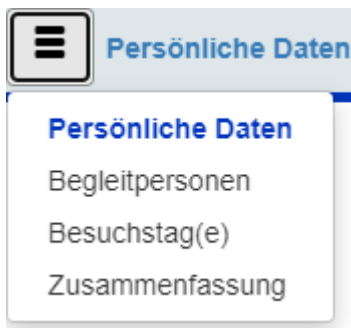 Persönliche Daten
Persönliche Daten
Begleitpersonen
Besuchstag(e)
Zusammenfassung